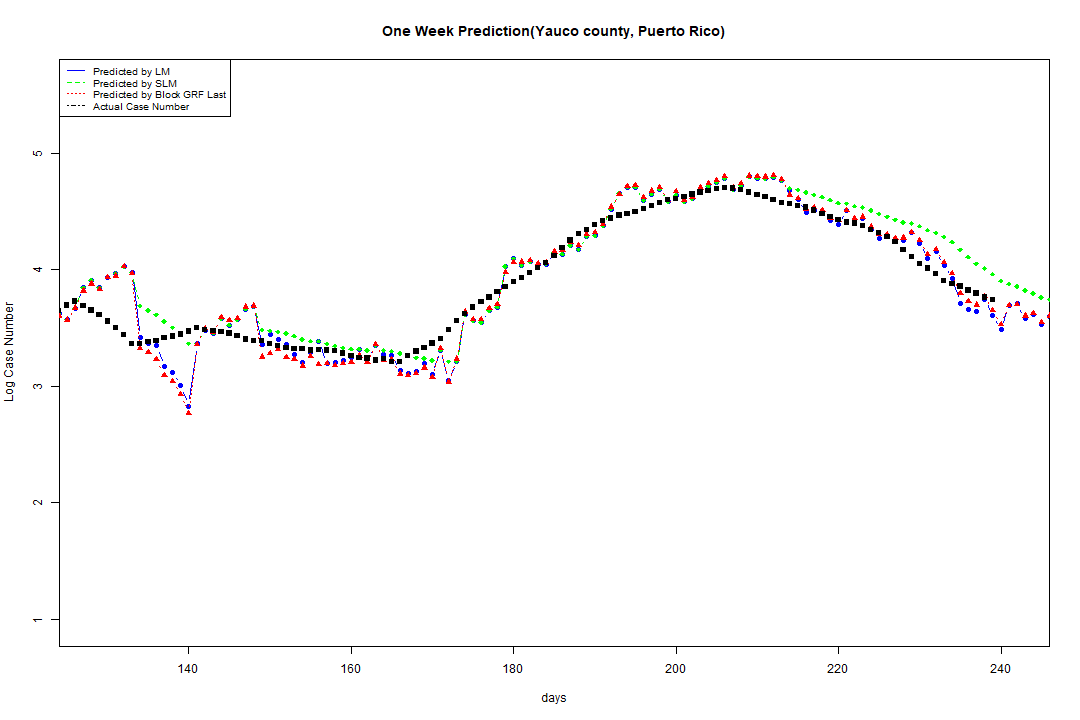 One Week Prediction(Yauco county, Puerto Rico)
Predicted by LM
Predicted by SLM
Predicted by Block GRF Last
Actual Case Number
5
4
3
2
1
Log Case Number
140 160 180 200 220 240
days